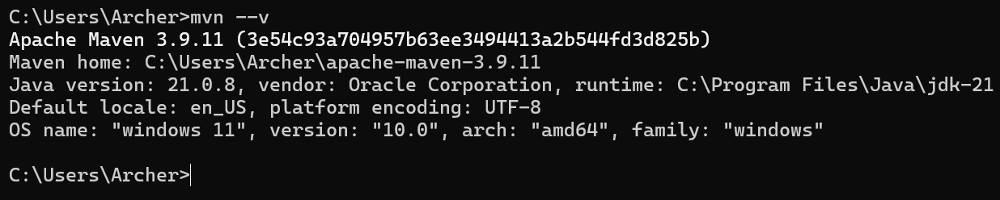 C:\Users\Archer>mvn --v
Apache Maven 3.9.11 (3e54c93a704957b63ee3494413a2b544fd3d825b)
Maven home: C:\Users\Archer\apache-maven-3.9.11
Java version: 21.0.8, vendor: Oracle Corporation, runtime: C:\Program Files\Java\jdk-21
Default locale: en_US, platform encoding: UTF-8
OS name: "windows 11", version: "10.0", arch: "amd64", family: "windows"
C:\Users\Archer>